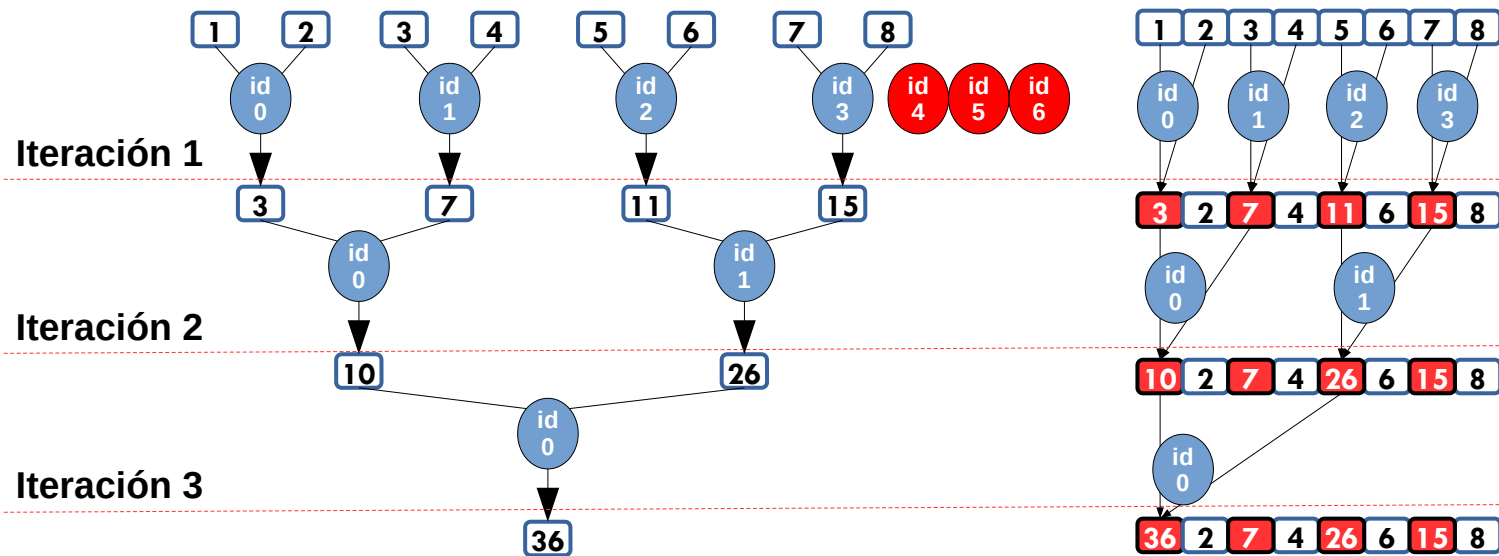 1 2 3 4 5 6 7 8 1 2 3 4 5 6 7 8
id id id id id id id id id id id
0 1 2 3 4 5 6 0 1 2 3
Iteración 1
3 7 11 15 3 2 7 4 11 6 15 8
id id id id
0 1 0 1
Iteración 2
10 26 10 2 7 4 26 6 15 8
id id
0 0
Iteración 3
36 36 2 7 4 26 6 15 8